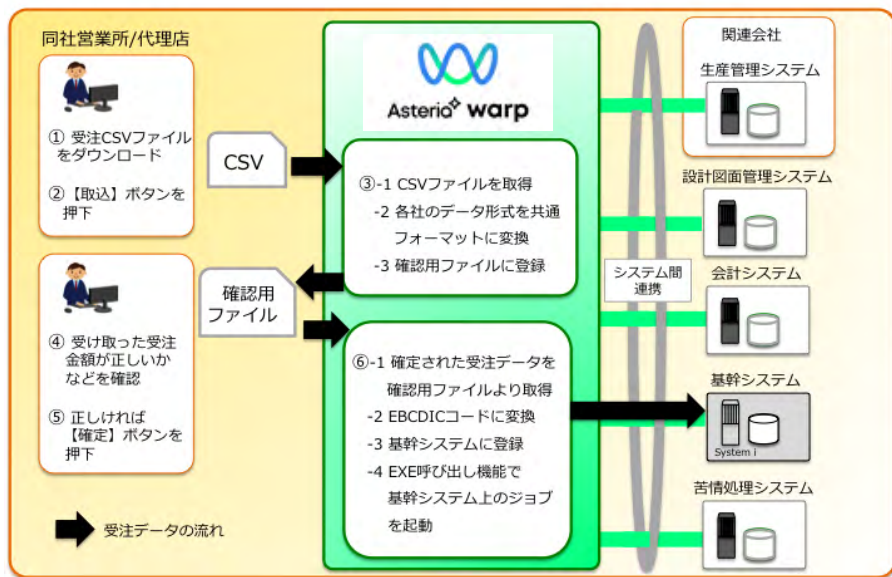 同社営業所/代理店
① 受注CSVファイル
をダウンロード
② 【取込】ボタンを
押下
CSV
Asteria warp
③-1 CSVファイルを取得
-2 各社のデータ形式を共通
フォーマットに変換
-3 確認用ファイルに登録
確認用
ファイル
④ 受け取った受注
金額が正しいか
などを確認
⑤ 正しければ
【確定】ボタンを
押下
⑥-1 確定された受注データを
確認用ファイルより取得
-2 EBCDICコードに変換
-3 基幹システムに登録
-4 EXE呼び出し機能で
基幹システム上のジョブ
を起動
受注データの流れ
システム間
連携
関連会社
生産管理システム
設計図面管理システム
会計システム
基幹システム
System i
苦情処理システム